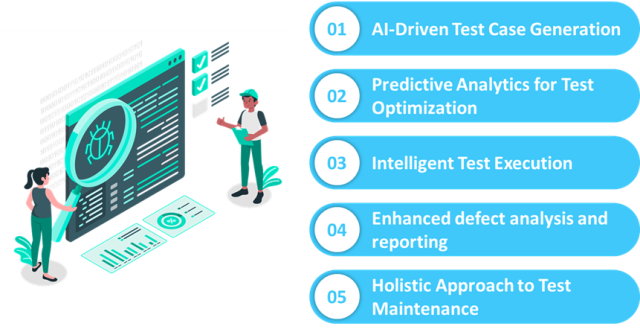 01
AI-Driven Test Case Generation
02
Predictive Analytics for Test
Optimization
03
Intelligent Test Execution
04
Enhanced defect analysis and
reporting
05
Holistic Approach to Test
Maintenance